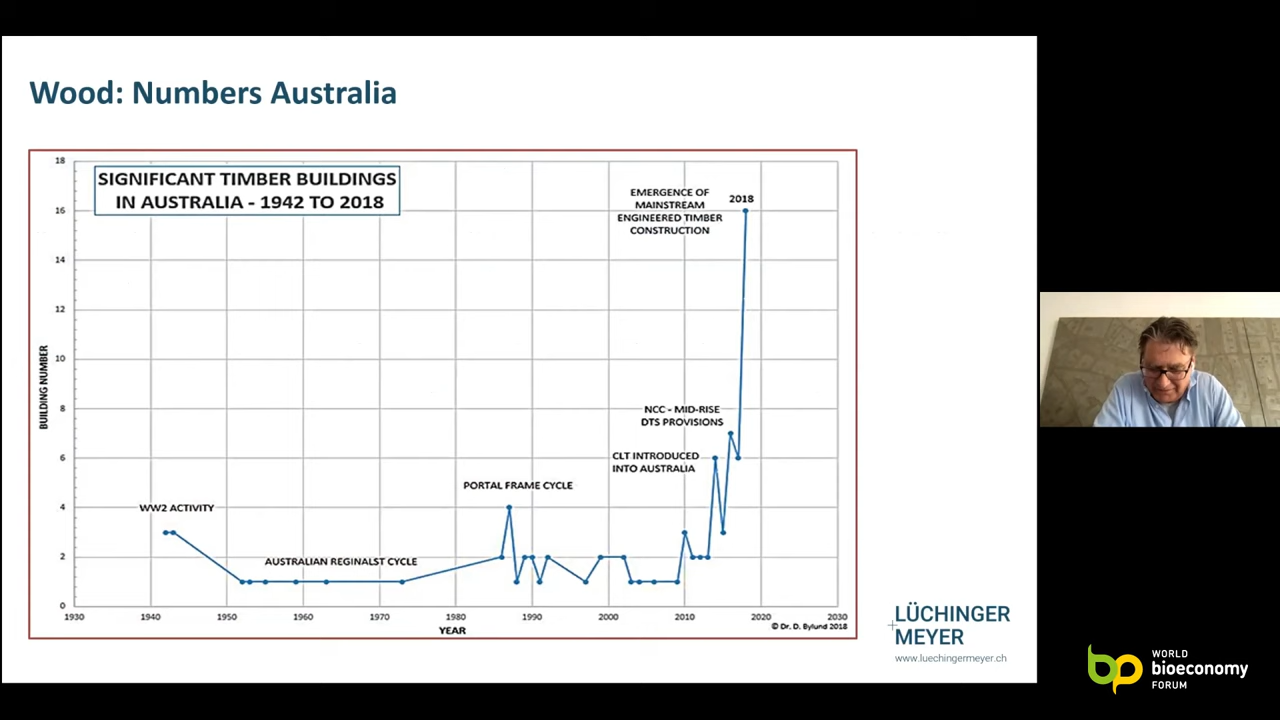 Wood: Numbers Australia
SIGNIFICANT TIMBER BUILDINGS
IN AUSTRALIA - 1942 TO 2018
18
16
14
12
10
8
6
4
2
0
BUILDING NUMBER
EMERGENCE OF
MAINSTREAM
ENGINEERED TIMBER
CONSTRUCTION
2018
NCC - MID-RISE
DTS PROVISIONS
CLT INTRODUCED
INTO AUSTRALIA
PORTAL FRAME CYCLE
WW2 ACTIVITY
AUSTRALIAN REGINALST CYCLE
1930 1940 1950 1960 1970 1980 1990 2000 2010 2020 2030
YEAR
© Dr. D. Bylund 2018
LÜCHINGER
MEYER
www.luechingermeyer.ch
bp
WORLD
bioeconomy
FORUM